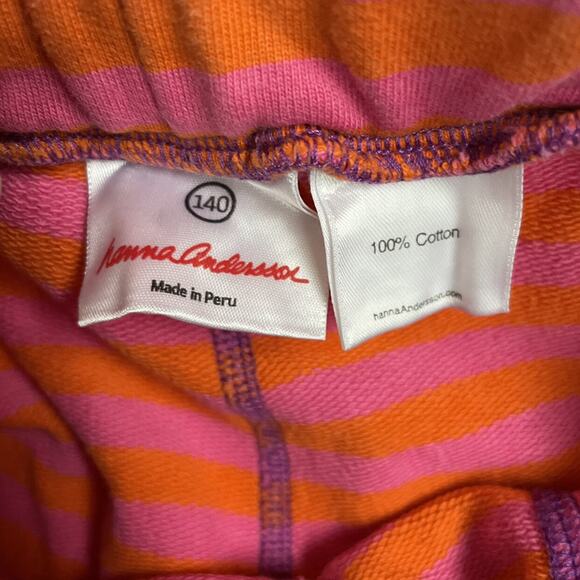 140
hanna Andersson
Made in Peru
100% Cotton
hannaAndersson.com